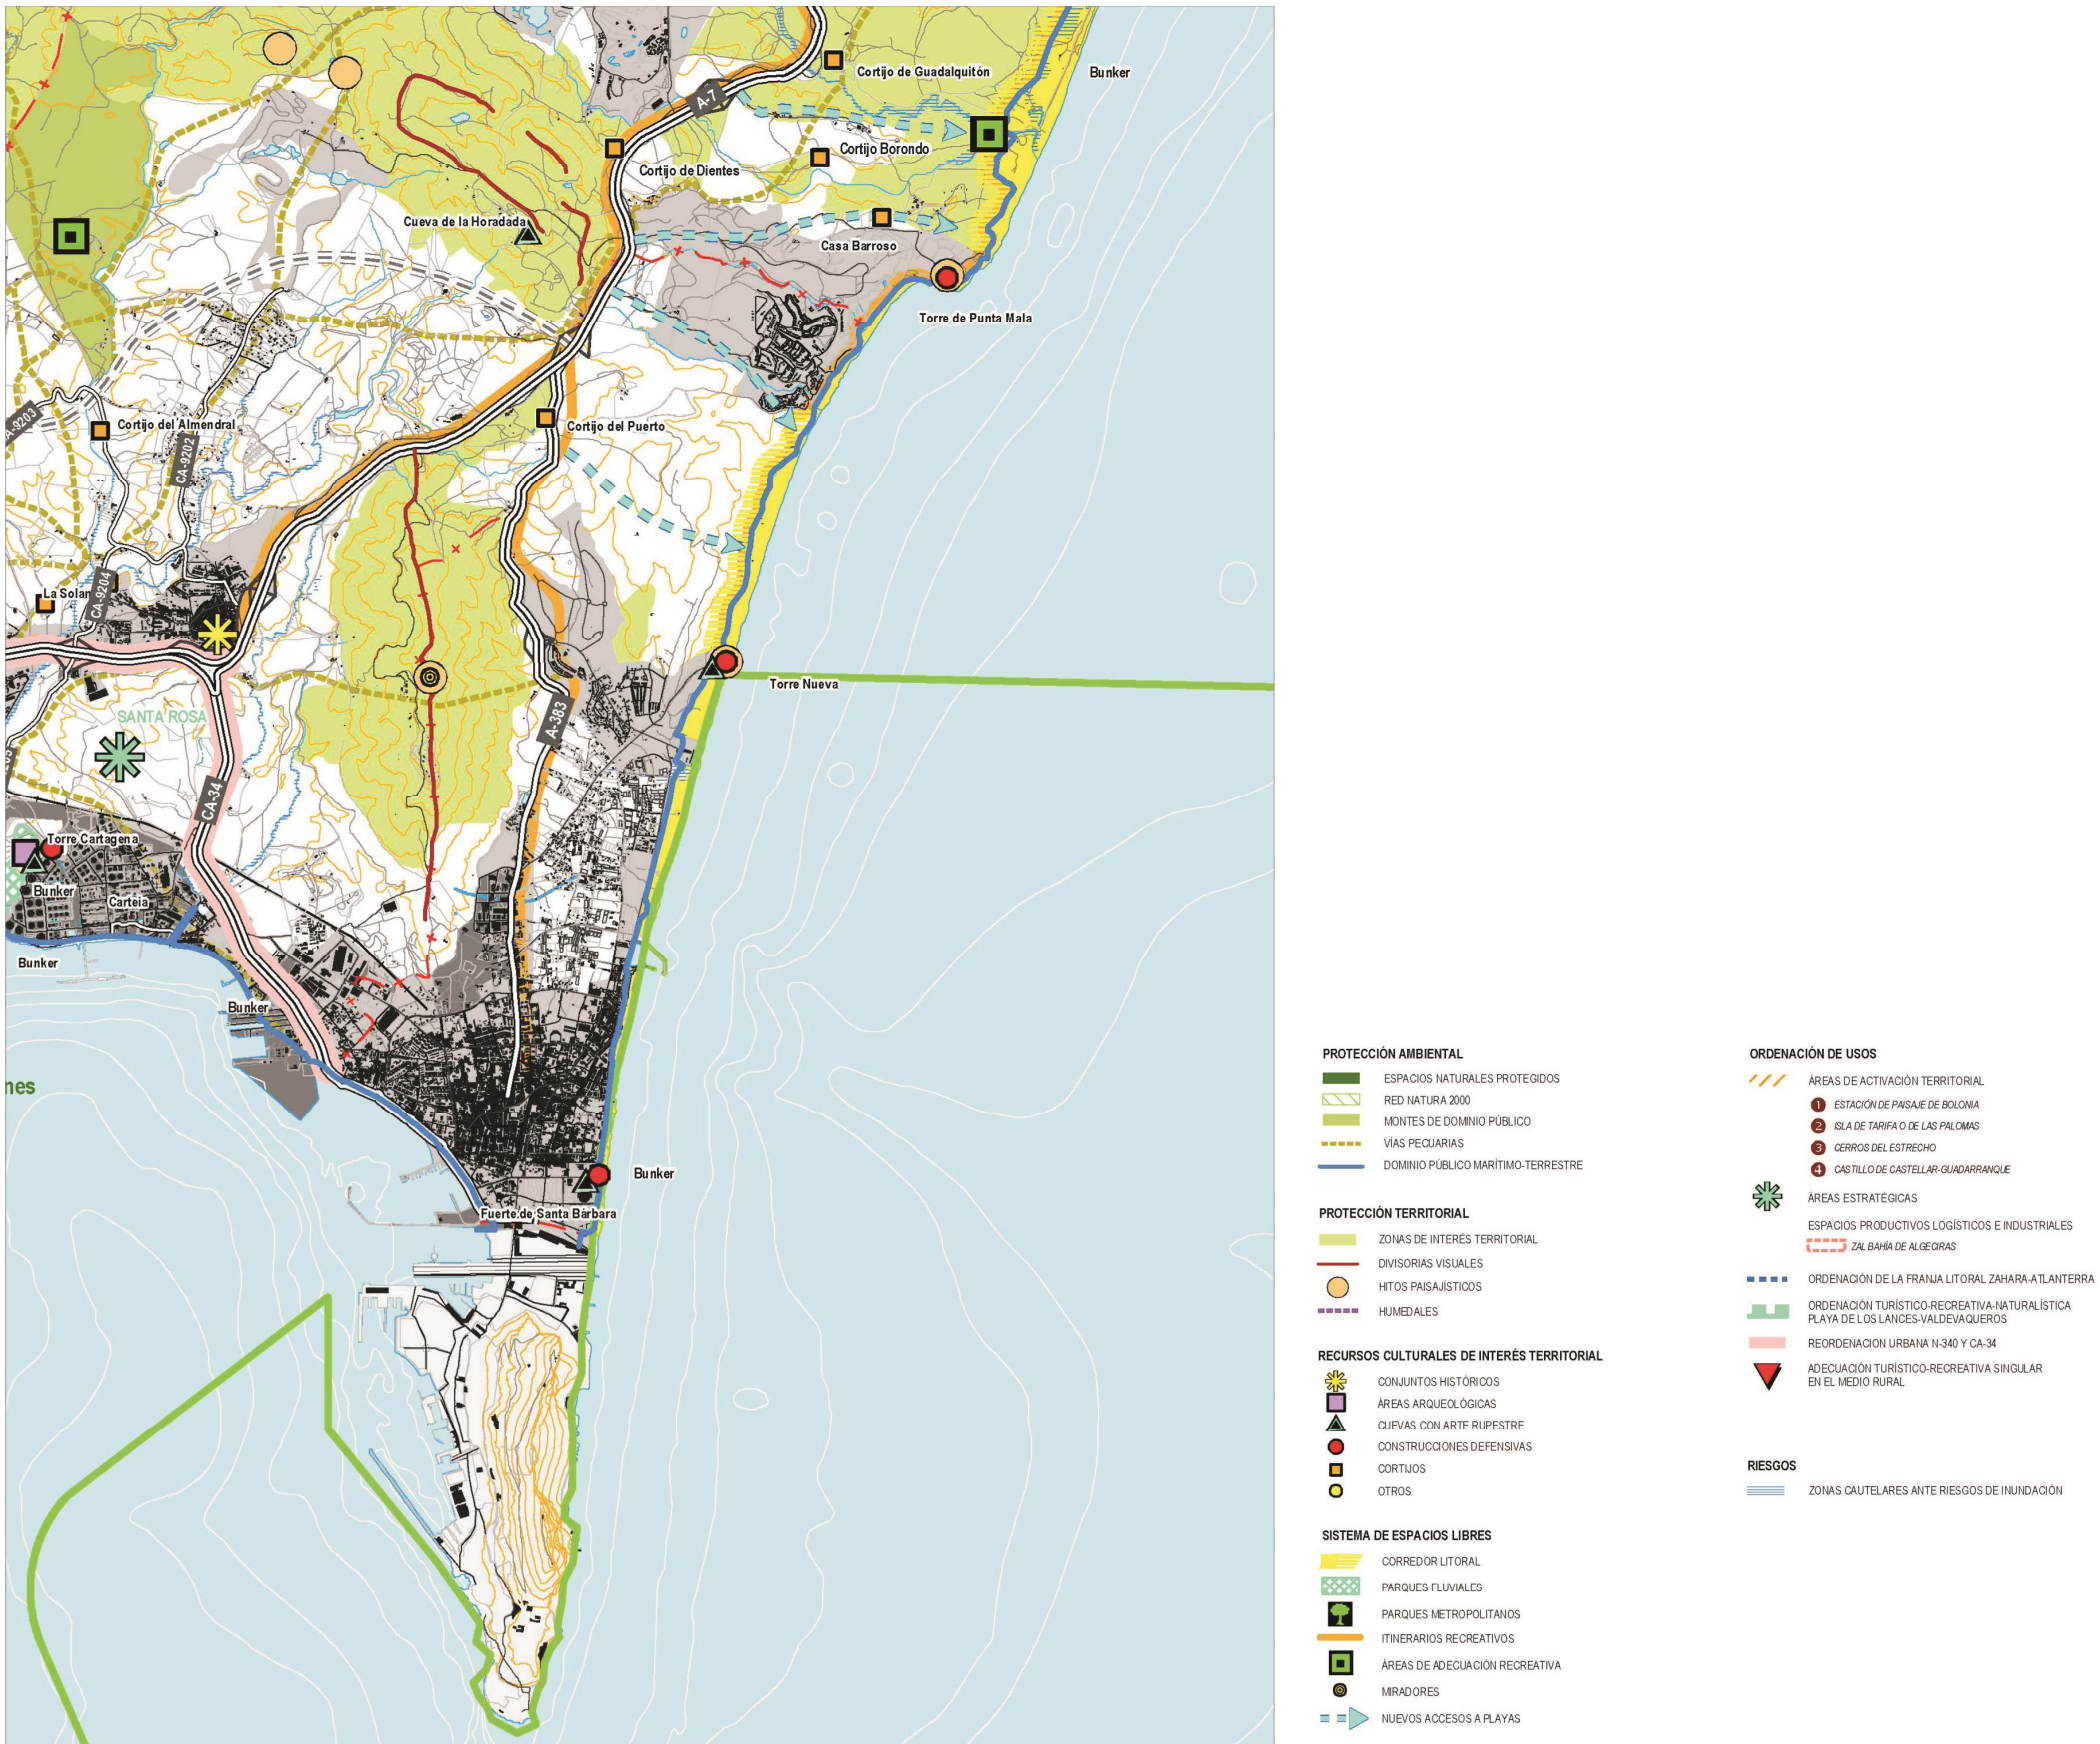 Bunker
Cortijo de Guadalquitón
A-7
Cortijo Borondo
Cortijo de Dientes
Cueva de la Horadada
Casa Barroso
Torre de Punta Mala
A-9203
Cortijo del Almendral
CA-9202
Cortijo del Puerto
La Solan
CA-9204
Torre Nueva
SANTA ROSA
A-383
CA-34
Torre Cartagena
Bunker
Carteia
Bunker
Bunker
nes
Bunker
Fuerte de Santa Bárbara
PROTECCIÓN AMBIENTAL
ESPACIOS NATURALES PROTEGIDOS
RED NATURA 2000
MONTES DE DOMINIO PÚBLICO
VÍAS PECUARIAS
DOMINIO PÚBLICO MARÍTIMO-TERRESTRE
PROTECCIÓN TERRITORIAL
ZONAS DE INTERÉS TERRITORIAL
DIVISORIAS VISUALES
HITOS PAISAJÍSTICOS
HUMEDALES
RECURSOS CULTURALES DE INTERÉS TERRITORIAL
CONJUNTOS HISTÓRICOS
ÁREAS ARQUEOLÓGICAS
CUEVAS CON ARTE RUPESTRE
CONSTRUCCIONES DEFENSIVAS
CORTIJOS
OTROS
SISTEMA DE ESPACIOS LIBRES
CORREDOR LITORAL
PARQUES FLUVIALES
PARQUES METROPOLITANOS
ITINERARIOS RECREATIVOS
ÁREAS DE ADECUACIÓN RECREATIVA
MIRADORES
NUEVOS ACCESOS A PLAYAS
ORDENACIÓN DE USOS
ÁREAS DE ACTIVACIÓN TERRITORIAL
1 ESTACIÓN DE PAISAJE DE BOLONIA
2 ISLA DE TARIFA O DE LAS PALOMAS
3 CERROS DEL ESTRECHO
4 CASTILLO DE CASTELLAR-GUADARRANQUE
ÁREAS ESTRATÉGICAS
ESPACIOS PRODUCTIVOS LOGÍSTICOS E INDUSTRIALES
ZAL BAHÍA DE ALGECIRAS
ORDENACIÓN DE LA FRANJA LITORAL ZAHARA-ATLANTERRA
ORDENACIÓN TURÍSTICO-RECREATIVA-NATURALÍSTICA
PLAYA DE LOS LANCES-VALDEVAQUEROS
REORDENACION URBANA N-340 Y CA-34
ADECUACIÓN TURÍSTICO-RECREATIVA SINGULAR
EN EL MEDIO RURAL
RIESGOS
ZONAS CAUTELARES ANTE RIESGOS DE INUNDACIÓN